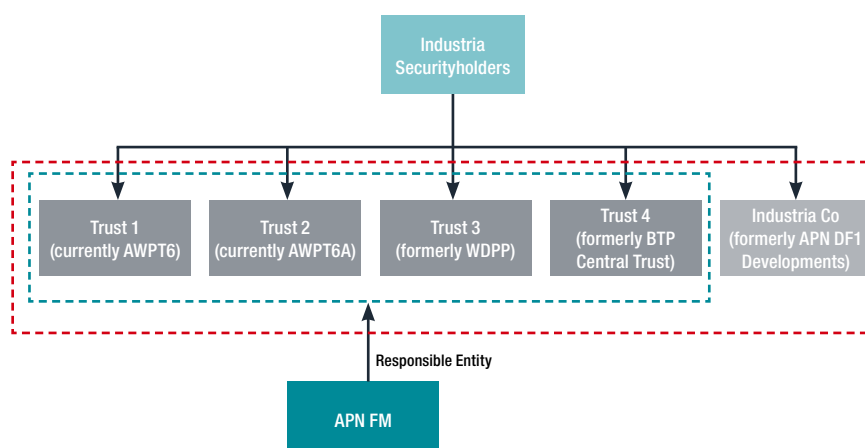 Industria
Securityholders
Trust 1
(currently AWPT6)
Trust 2
(currently AWPT6A)
Trust 3
(formerly WDPP)
Trust 4
(formerly BTP
Central Trust)
Industria Co
(formerly APN DF1
Developments)
Responsible Entity
APN FM